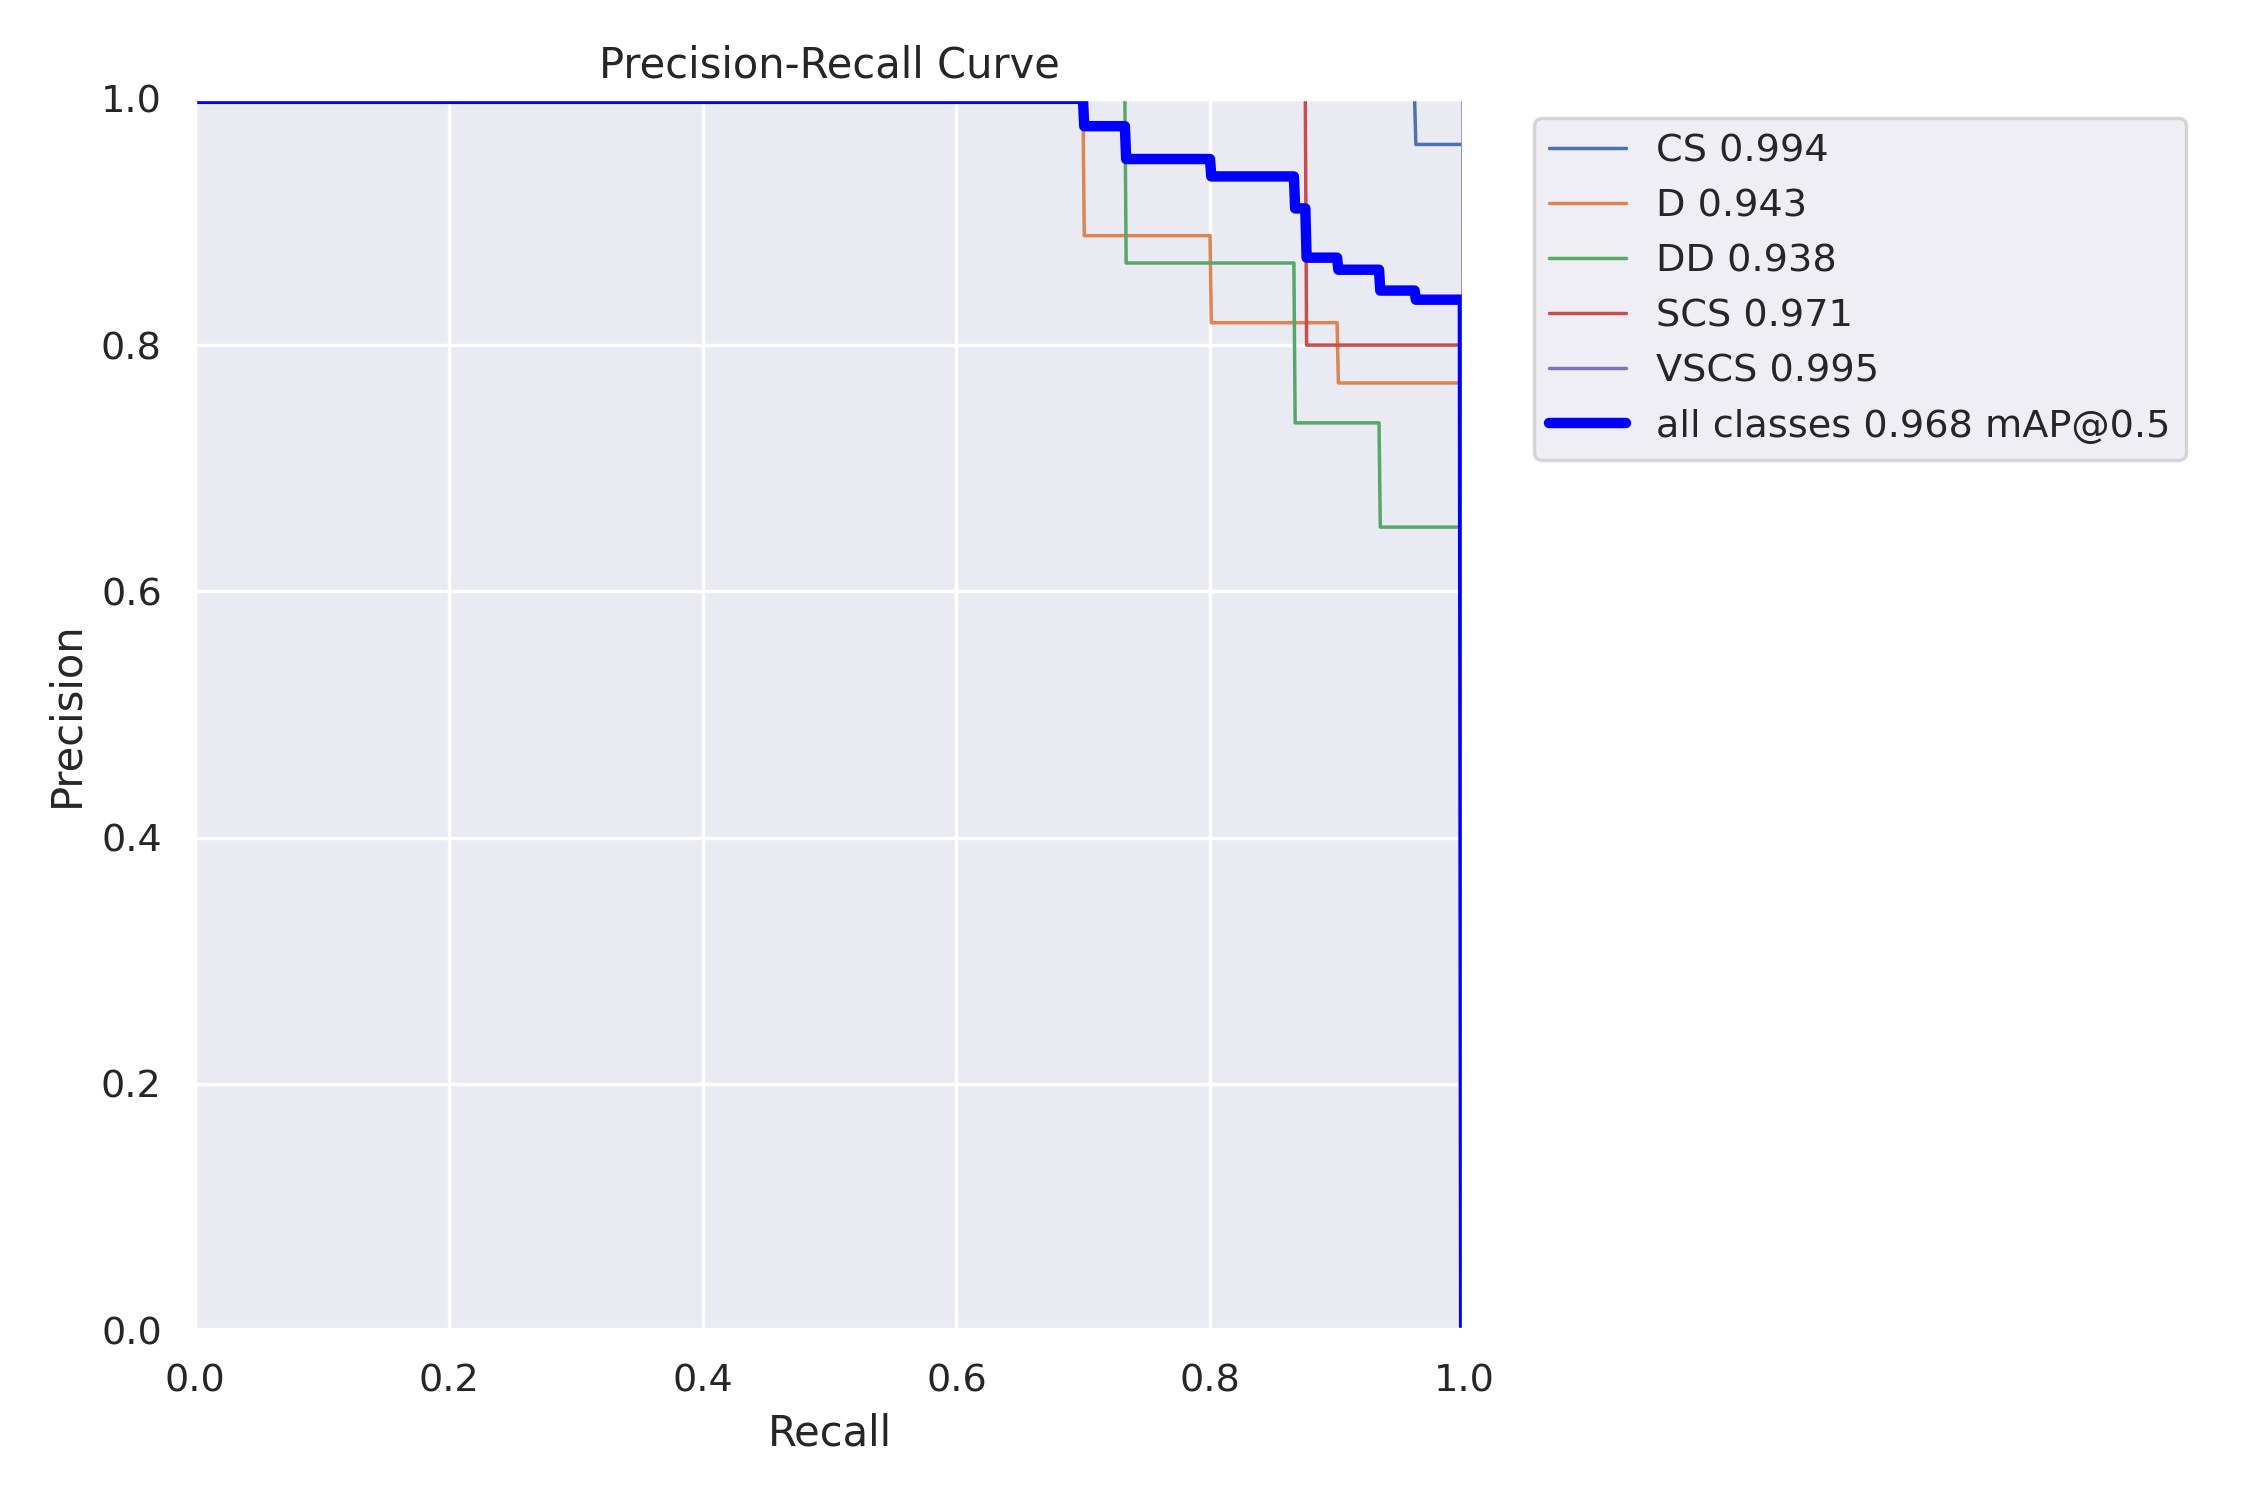 Precision-Recall Curve
1.0
0.8
0.6
0.4
0.2
0.0
Precision
0.0 0.2 0.4 0.6 0.8 1.0
Recall
CS 0.994
D 0.943
DD 0.938
SCS 0.971
VSCS 0.995
all classes 0.968 mAP@0.5